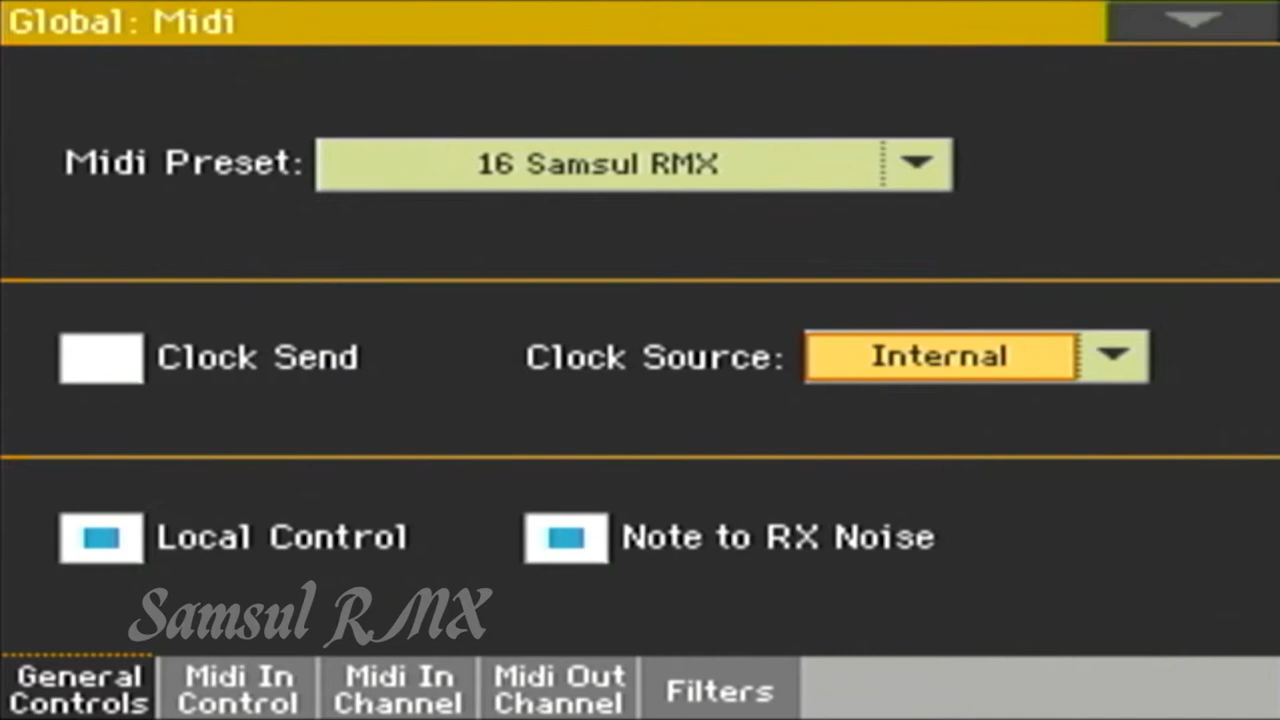 Global: Midi
Midi Preset: 16 Samsul RMX
Clock Send Clock Source: Internal
Local Control Note to RX Noise
Samsul RMX
General Controls
Midi In Control
Midi In Channel
Midi Out Channel
Filters